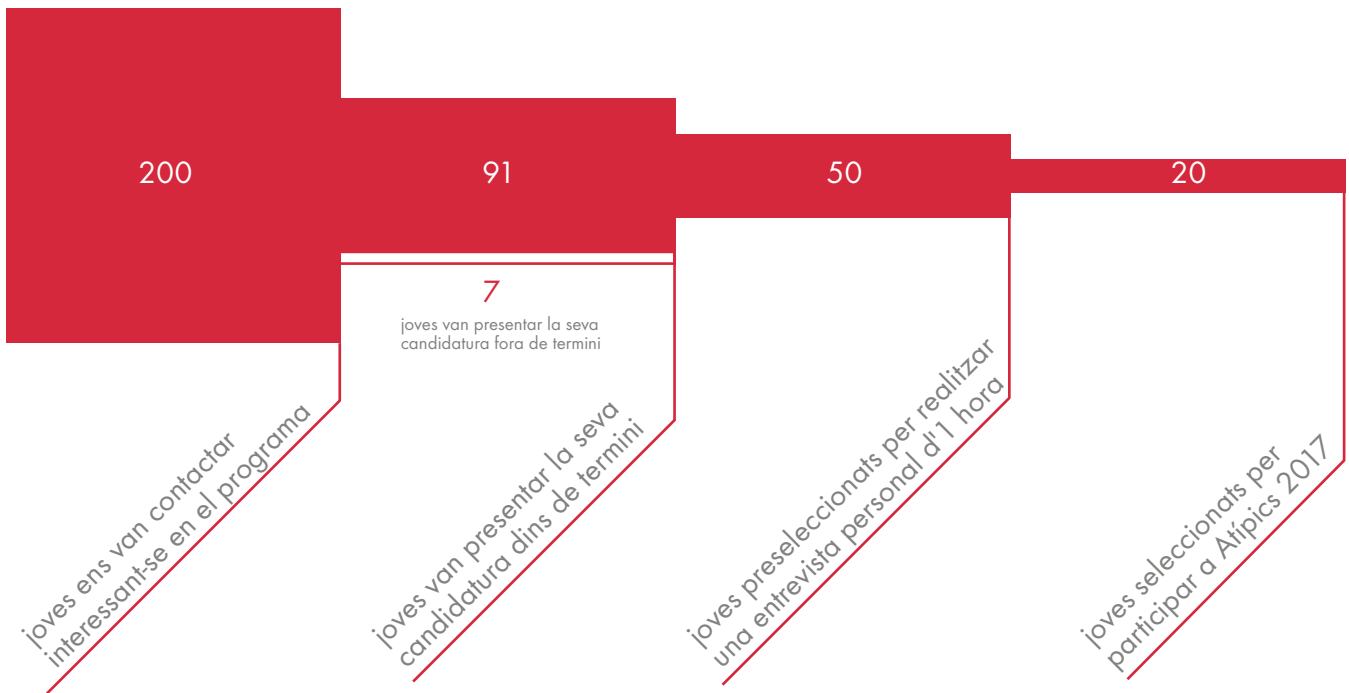 200
91
50
20
7
joves van presentar la seva
candidatura fora de termini
joves ens van contactar
interessant-se en el programa
joves van presentar la seva
candidatura dins de termini
joves preseleccionats per realitzar
una entrevista personal d'1 hora
joves seleccionats per
participar a Atípics 2017